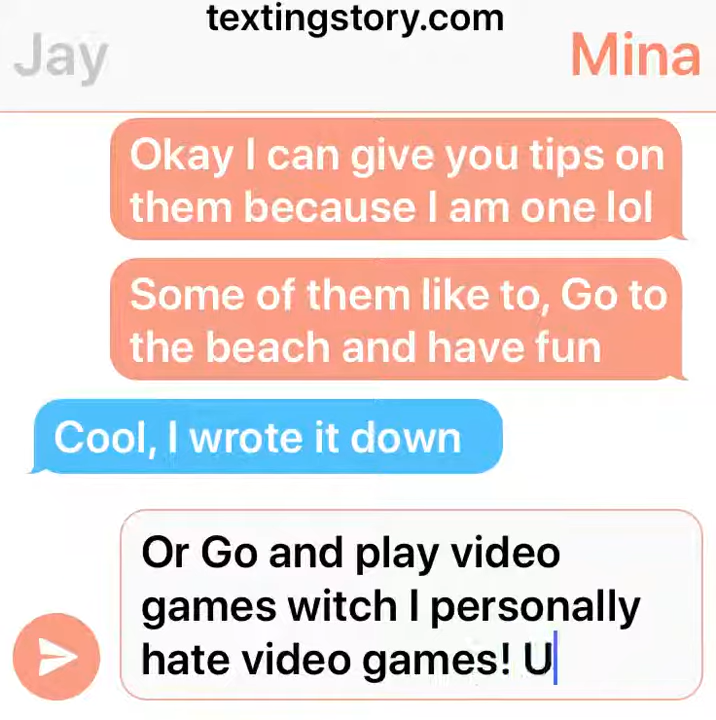 textingstory.com
Jay
Mina
Okay I can give you tips on
them because I am one lol
Some of them like to, Go to
the beach and have fun
Cool, I wrote it down
Or Go and play video
games witch I personally
hate video games! U